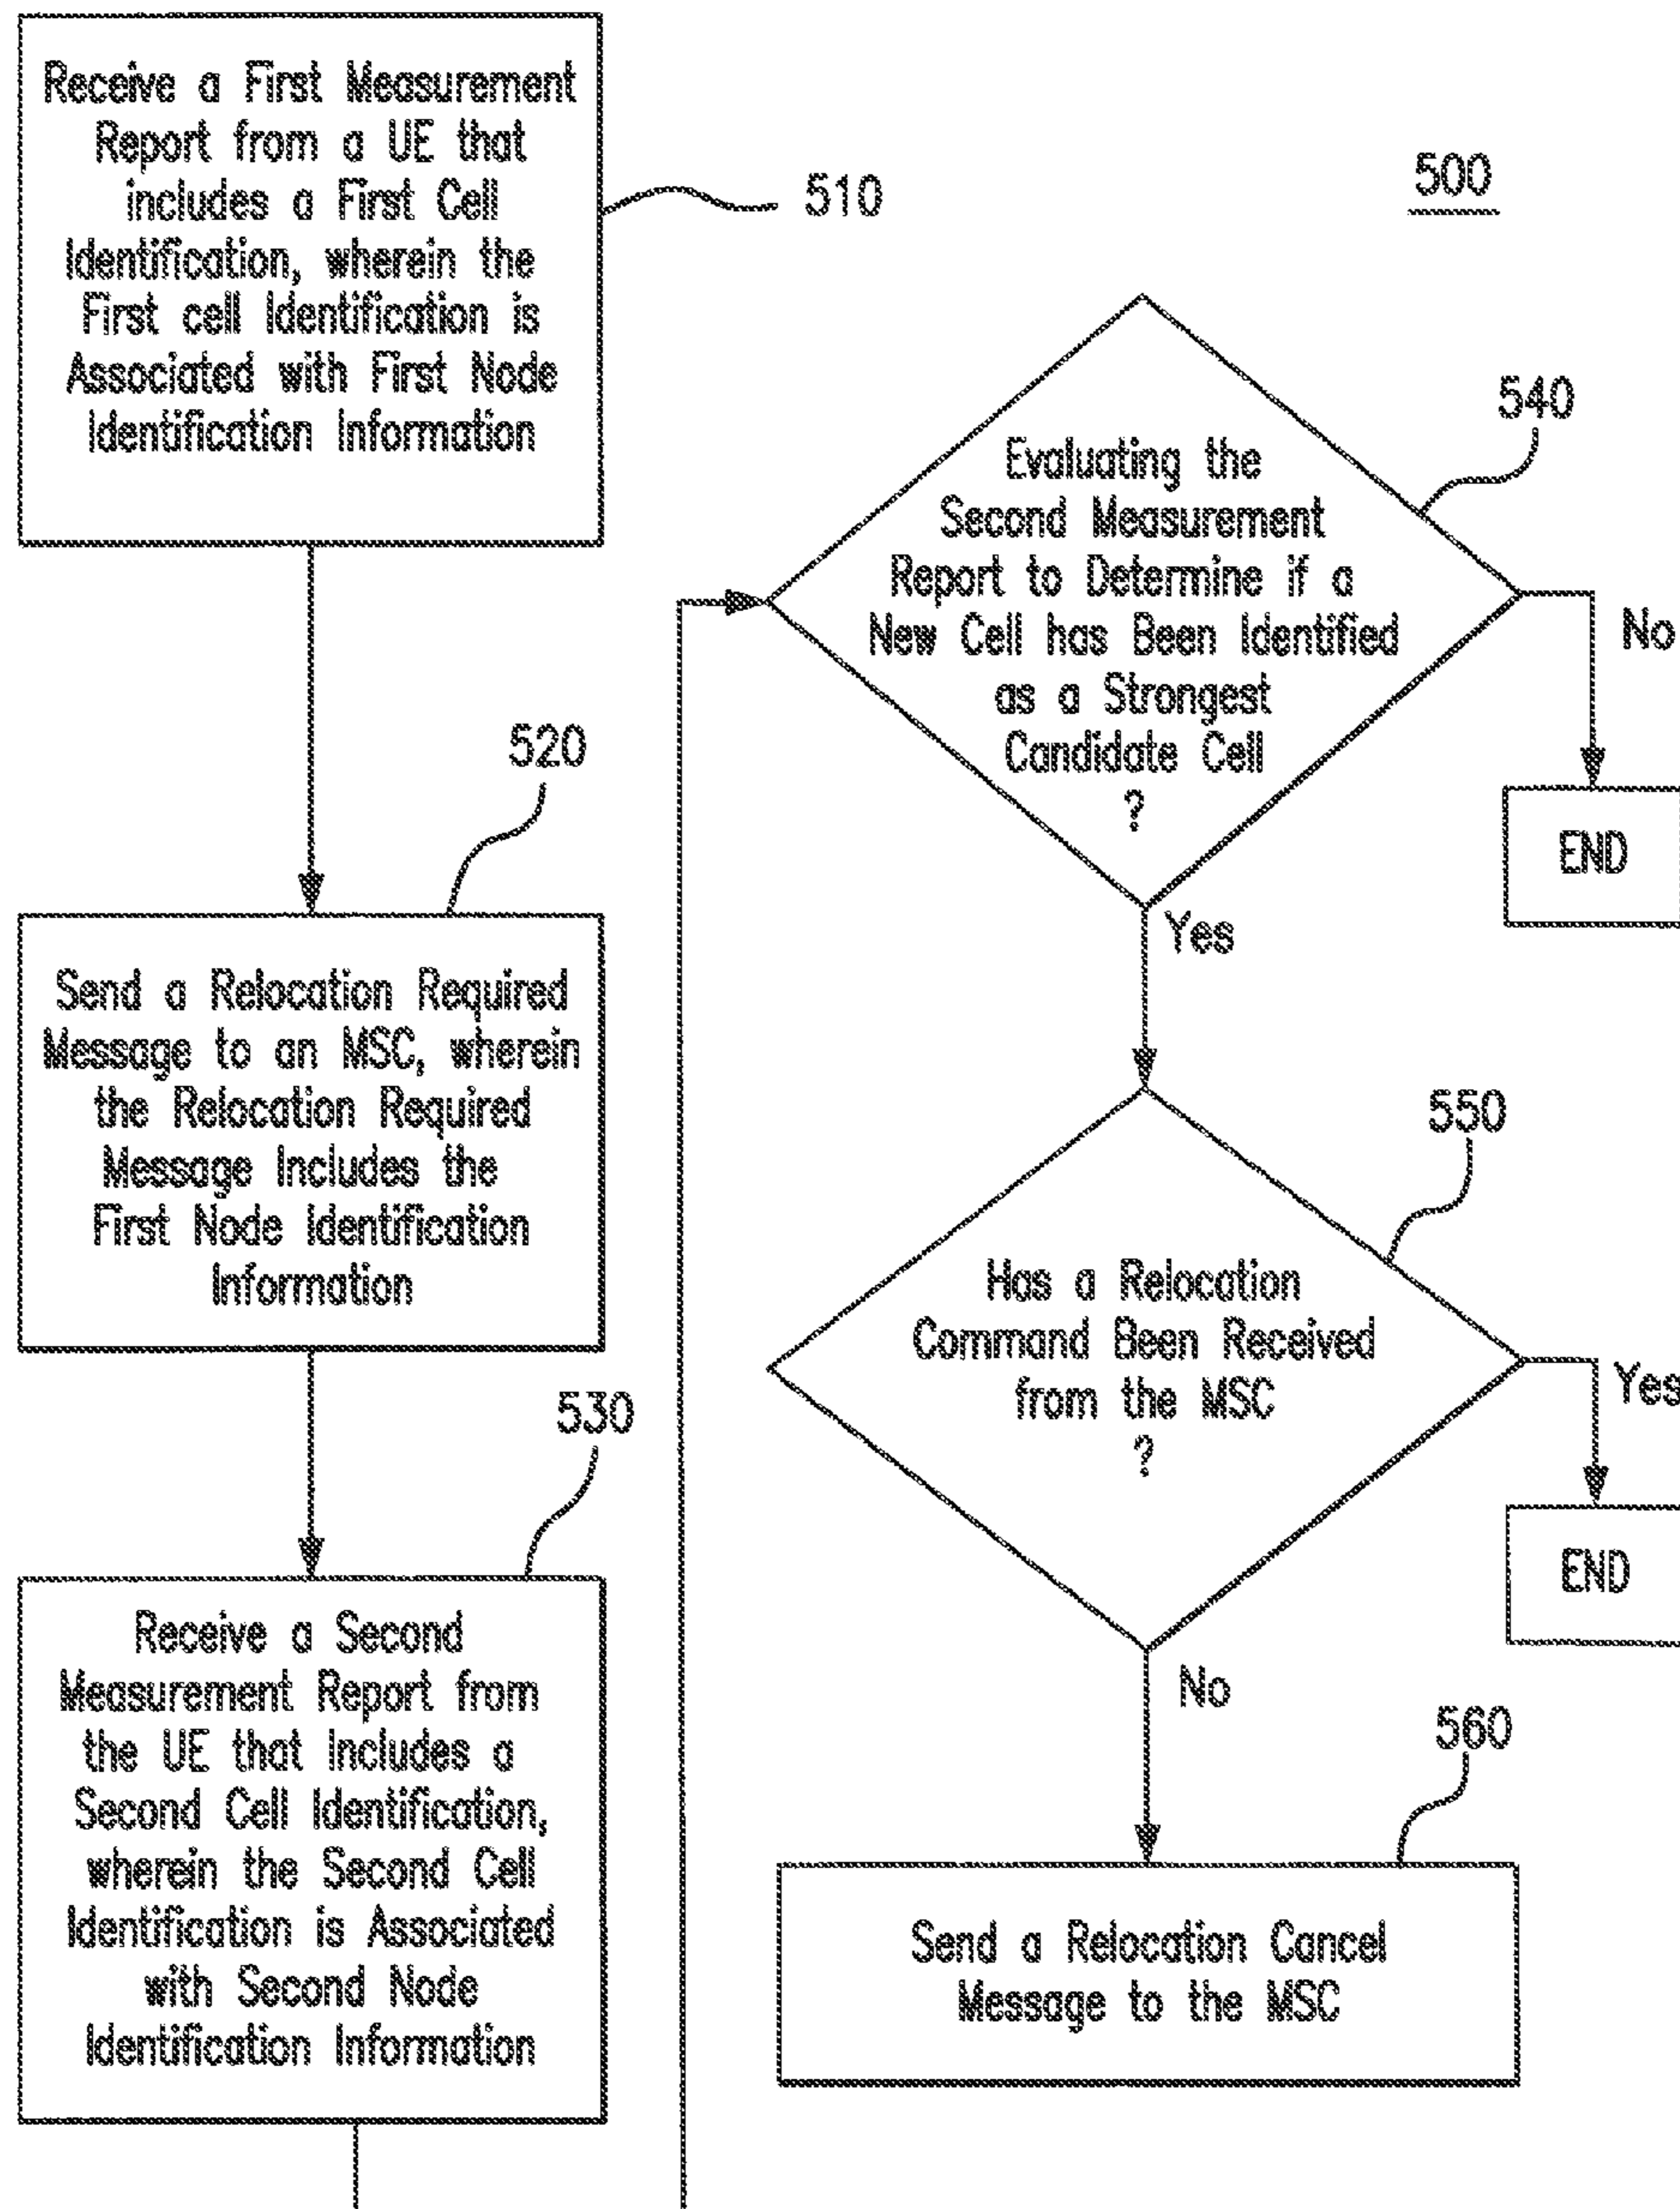 Receive a First Measurement
Report from a UE that
includes a First Cell
Identification, wherein the
First cell Identification is
Associated with First Node
Identification Information
510
520
Send a Relocation Required
Message to an MSC, wherein
the Relocation Required
Message Includes the
First Node Identification
Information
530
Receive a Second
Measurement Report from
the UE that Includes a
Second Cell Identification,
wherein the Second Cell
Identification is Associated
with Second Node
Identification Information
500
540
Evaluating the
Second Measurement
Report to Determine if a
New Cell has Been Identified
as a Strongest
Candidate Cell
?
No
END
Yes
550
Has a Relocation
Command Been Received
from the MSC
?
Yes
END
No
560
Send a Relocation Cancel
Message to the MSC